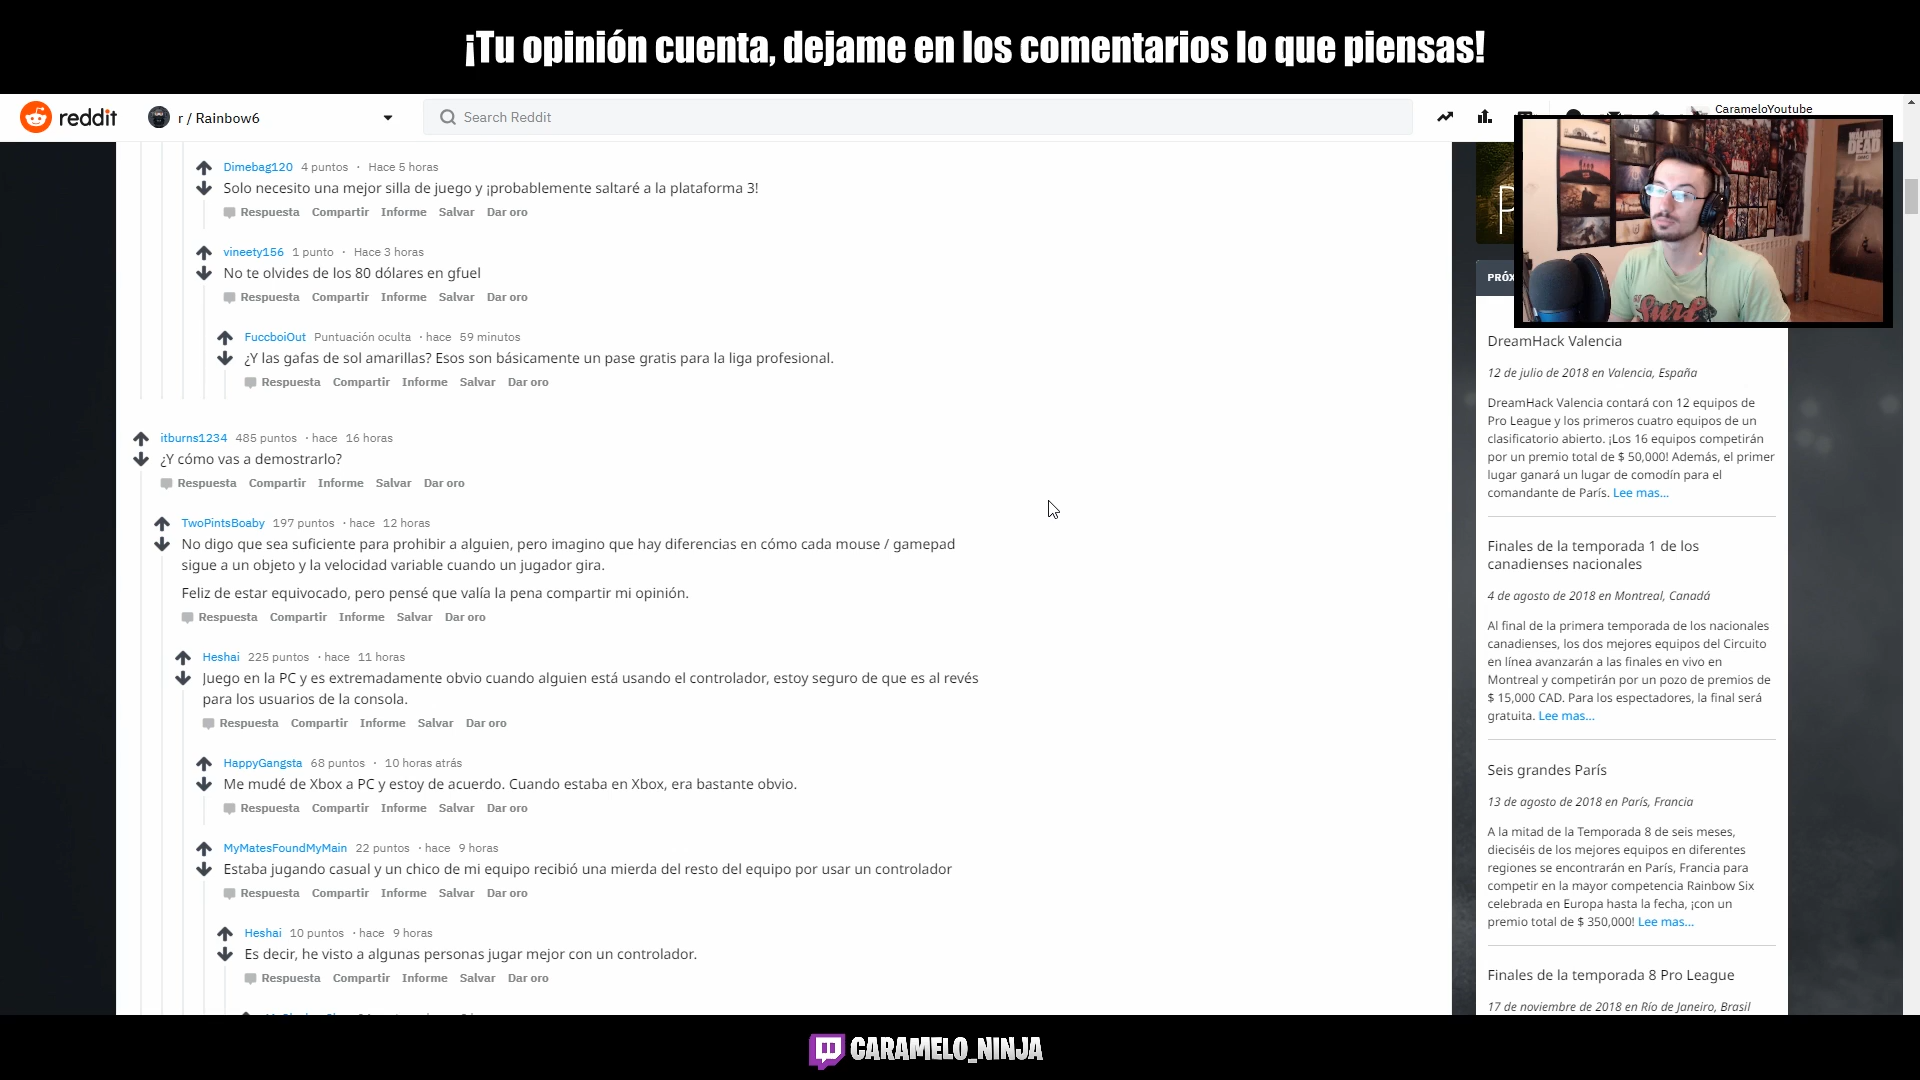 ¡Tu opinión cuenta, dejame en los comentarios lo que piensas!
reddit
r / Rainbow6
Search Reddit
CarameloYoutube
Dimebag120 4 puntos · Hace 5 horas
Solo necesito una mejor silla de juego y ¡probablemente saltaré a la plataforma 3!
Respuesta Compartir Informe Salvar Dar oro
vineety156 1 punto · Hace 3 horas
No te olvides de los 80 dólares en gfuel
Respuesta Compartir Informe Salvar Dar oro
FuccboiOut Puntuación oculta · hace 59 minutos
¿Y las gafas de sol amarillas? Esos son básicamente un pase gratis para la liga profesional.
Respuesta Compartir Informe Salvar Dar oro
itburns1234 485 puntos · hace 16 horas
¿Y cómo vas a demostrarlo?
Respuesta Compartir Informe Salvar Dar oro
TwoPintsBoaby 197 puntos · hace 12 horas
No digo que sea suficiente para prohibir a alguien, pero imagino que hay diferencias en cómo cada mouse / gamepad
sigue a un objeto y la velocidad variable cuando un jugador gira.
Feliz de estar equivocado, pero pensé que valía la pena compartir mi opinión.
Respuesta Compartir Informe Salvar Dar oro
Heshai 225 puntos · hace 11 horas
Juego en la PC y es extremadamente obvio cuando alguien está usando el controlador, estoy seguro de que es al revés
para los usuarios de la consola.
Respuesta Compartir Informe Salvar Dar oro
HappyGangsta 68 puntos · 10 horas atrás
Me mudé de Xbox a PC y estoy de acuerdo. Cuando estaba en Xbox, era bastante obvio.
Respuesta Compartir Informe Salvar Dar oro
MyMatesFoundMyMain 22 puntos · hace 9 horas
Estaba jugando casual y un chico de mi equipo recibió una mierda del resto del equipo por usar un controlador
Respuesta Compartir Informe Salvar Dar oro
Heshai 10 puntos · hace 9 horas
Es decir, he visto a algunas personas jugar mejor con un controlador.
Respuesta Compartir Informe Salvar Dar oro
P
PRÓX
WALKING
DEAD
Surf
DreamHack Valencia
12 de julio de 2018 en Valencia, España
DreamHack Valencia contará con 12 equipos de
Pro League y los primeros cuatro equipos de un
clasificatorio abierto. ¡Los 16 equipos competirán
por un premio total de $ 50,000! Además, el primer
lugar ganará un lugar de comodín para el
comandante de París. Lee mas...
Finales de la temporada 1 de los
canadienses nacionales
4 de agosto de 2018 en Montreal, Canadá
Al final de la primera temporada de los nacionales
canadienses, los dos mejores equipos del Circuito
en línea avanzarán a las finales en vivo en
Montreal y competirán por un pozo de premios de
$ 15,000 CAD. Para los espectadores, la final será
gratuita. Lee mas...
Seis grandes París
13 de agosto de 2018 en París, Francia
A la mitad de la Temporada 8 de seis meses,
dieciséis de los mejores equipos en diferentes
regiones se encontrarán en París, Francia para
competir en la mayor competencia Rainbow Six
celebrada en Europa hasta la fecha, ¡con un
premio total de $ 350,000! Lee mas...
Finales de la temporada 8 Pro League
17 de noviembre de 2018 en Río de Janeiro, Brasil
CARAMELO_NINJA